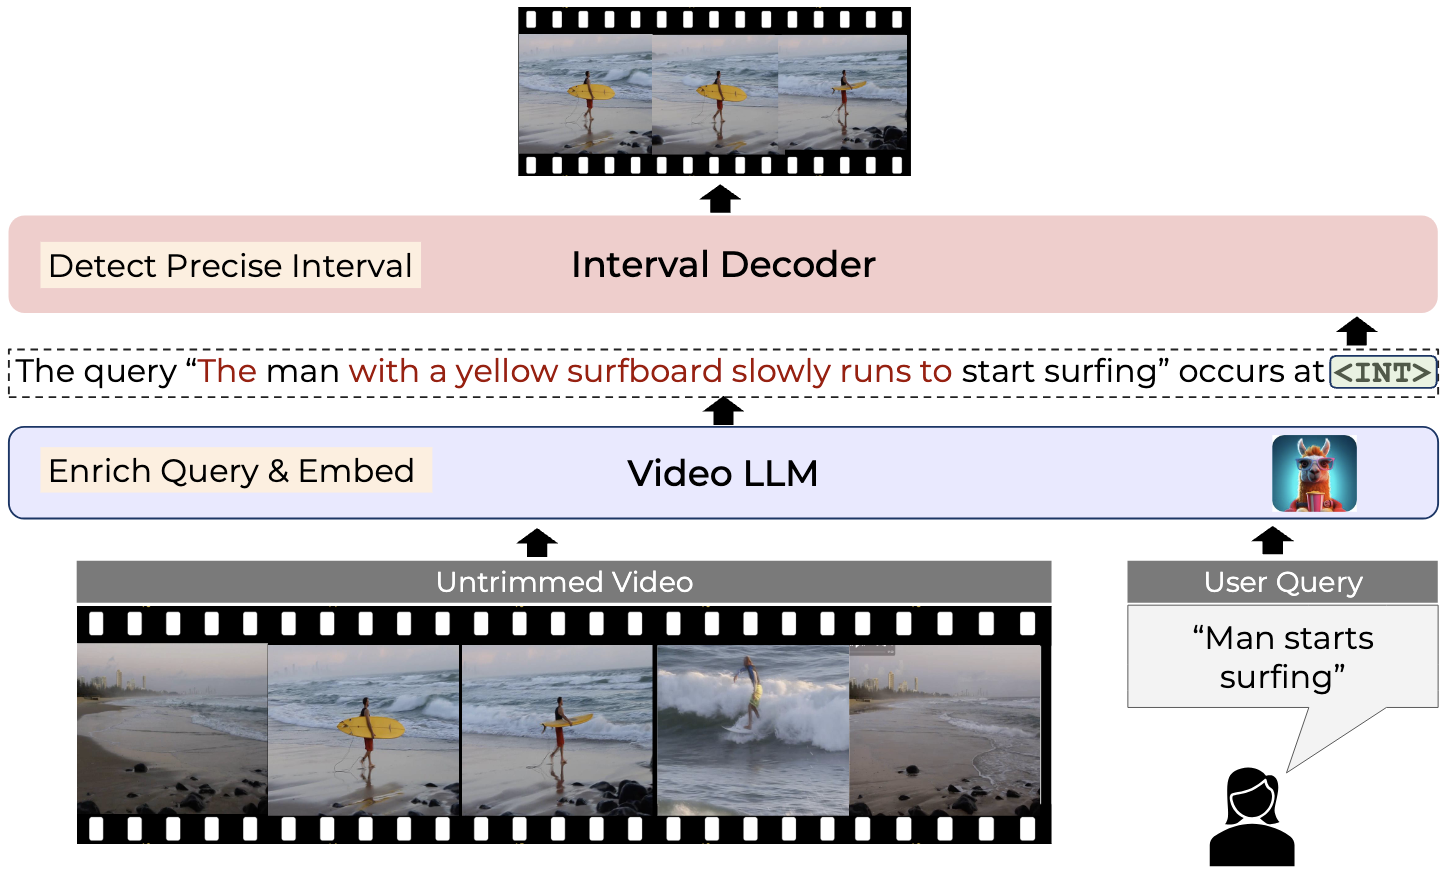 Detect Precise Interval
Interval Decoder
The query “The man with a yellow surfboard slowly runs to start surfing” occurs at <INT>
Enrich Query & Embed
Video LLM
Untrimmed Video
User Query
“Man starts
surfing”